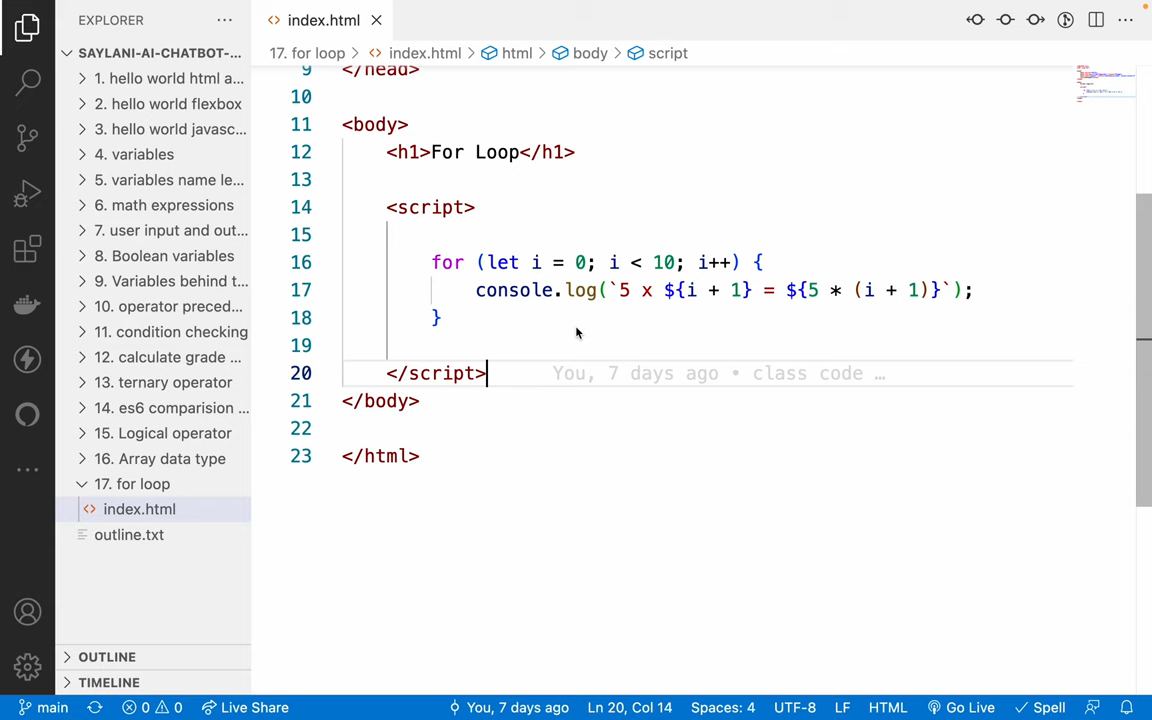 EXPLORER
index.html
SAYLANI-AI-CHATBOT-...
17. for loop > index.html > html > body > script
1. hello world html a...
2. hello world flexbox
3. hello world javasc...
4. variables
5. variables name le...
6. math expressions
7. user input and out...
8. Boolean variables
9. Variables behind t...
10. operator preced...
11. condition checking
12. calculate grade ...
13. ternary operator
14. es6 comparision ...
15. Logical operator
16. Array data type
17. for loop
index.html
outline.txt
OUTLINE
TIMELINE
9 </head>
10
11 <body>
12 <h1>For Loop</h1>
13
14 <script>
15
16 for (let i = 0; i < 10; i++) {
17 console.log(`5 x ${i + 1} = ${5 * (i + 1)}`);
18 }
19
20 </script> You, 7 days ago • class code …
21 </body>
22
23 </html>
main 0 0 Live Share You, 7 days ago Ln 20, Col 14 Spaces: 4 UTF-8 LF HTML Go Live Spell